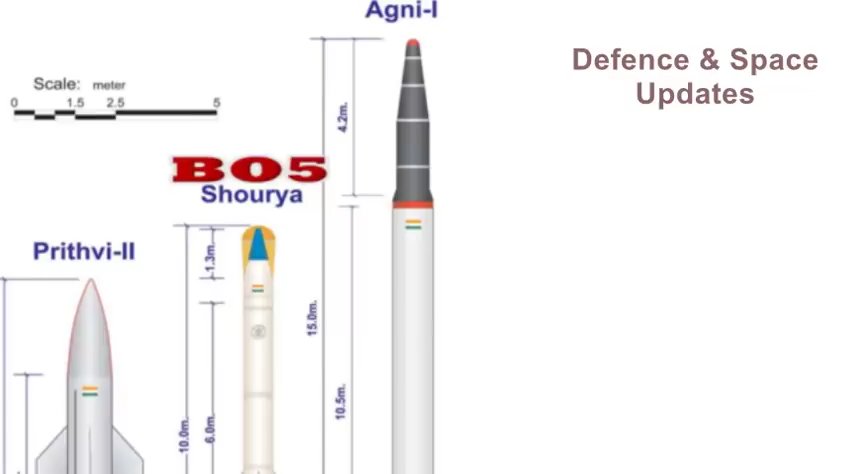 Agni-I
Defence & Space
Updates
Scale: meter
0 1.5 2.5 5
4.2m.
BO5
Shourya
Prithvi-II
1.3m.
15.0m.
10.5m.
10.0m.
6.0m.